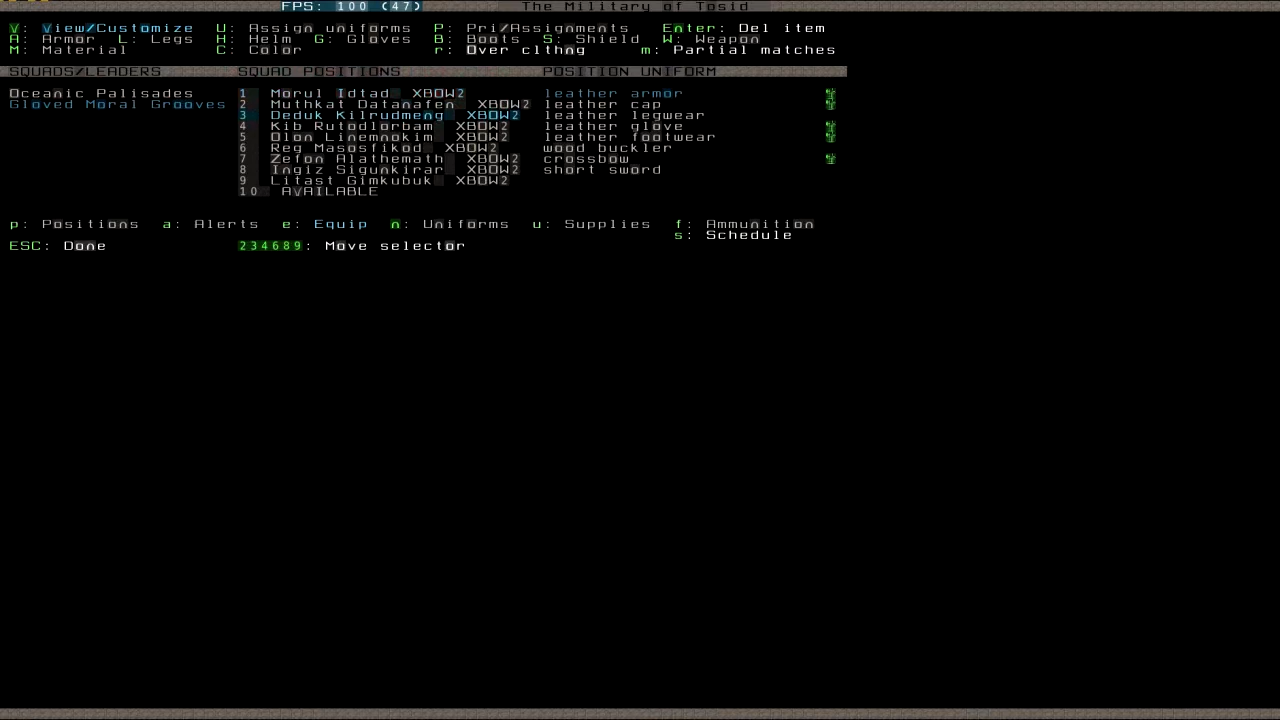 FPS: 100 (47) The Military of Tosid
V: View/Customize U: Assign uniforms P: Pri/Assignments Enter: Del item
A: Armor L: Legs H: Helm G: Gloves B: Boots S: Shield W: Weapon
M: Material C: Color r: Over clthng m: Partial matches
SQUADS/LEADERS SQUAD POSITIONS POSITION UNIFORM
Oceanic Palisades 1 Morul Idtad XBOW2 leather armor
Gloved Moral Grooves 2 Muthkat Datanafen XBOW2 leather cap
3 Deduk Kilrudmeng XBOW2 leather legwear
4 Kib Rutodlorbam XBOW2 leather glove
5 Olon Linemnokim XBOW2 leather footwear
6 Reg Masosfikod XBOW2 wood buckler
7 Zefon Alathemath XBOW2 crossbow
8 Ingiz Sigunkirar XBOW2 short sword
9 Litast Gimkubuk XBOW2
10 AVAILABLE
p: Positions a: Alerts e: Equip n: Uniforms u: Supplies f: Ammunition
s: Schedule
ESC: Done 234689: Move selector